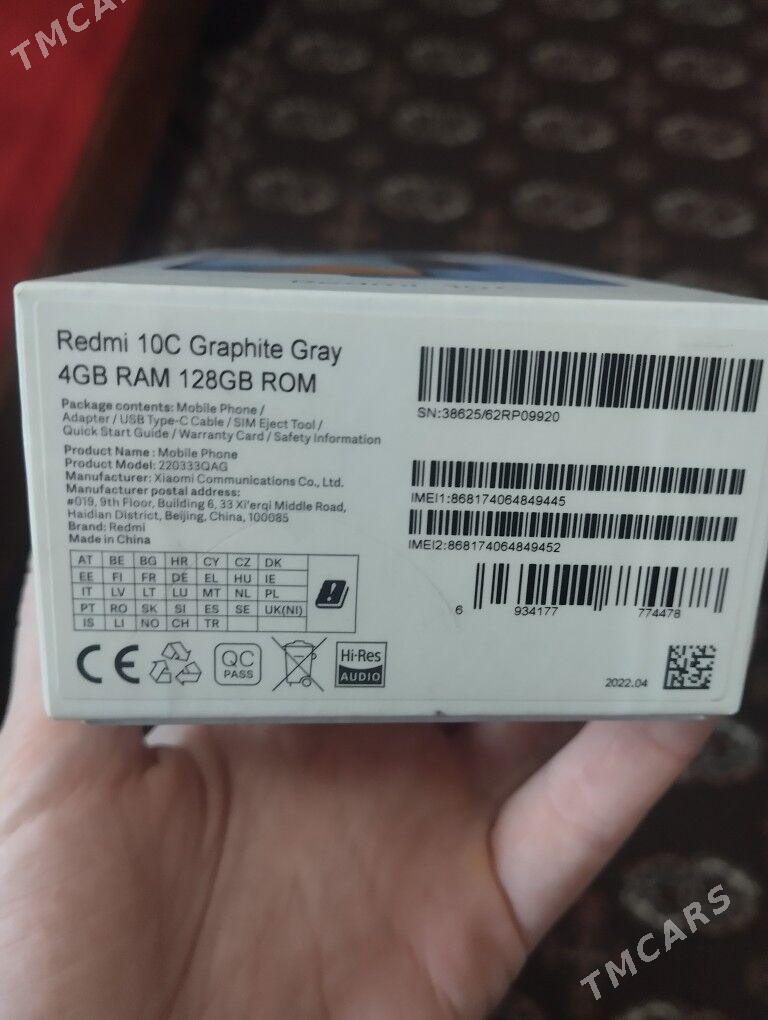 TMCARS
Redmi 10C Graphite Gray
4GB RAM 128GB ROM
Package contents: Mobile Phone /
Adapter / USB Type-C Cable / SIM Eject Tool /
Quick Start Guide / Warranty Card / Safety Information
Product Name: Mobile Phone
Product Model: 220333QAG
Manufacturer: Xiaomi Communications Co., Ltd.
Manufacturer postal address:
#019, 9th Floor, Building 6, 33 Xi'erqi Middle Road,
Haidian District, Beijing, China, 100085
Brand: Redmi
Made in China
AT BE BG HR CY CZ DK
EE FI FR DE EL HU IE
IT LV LT LU MT NL PL
PT RO SK SI ES SE UK(NI)
IS LI NO CH TR
CE
QC
PASS
Hi-Res
AUDIO
SN:38625/62RP09920
IMEI1:868174064849445
IMEI2:868174064849452
6 934177 774478
2022.04
TMCARS